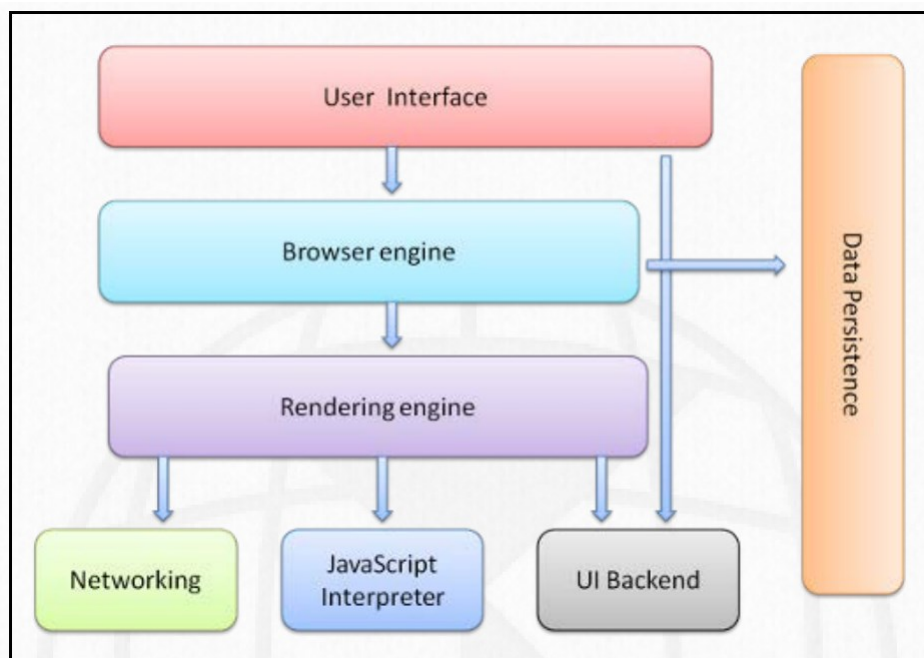 User Interface
Browser engine
Data Persistence
Rendering engine
Networking
JavaScript
Interpreter
UI Backend